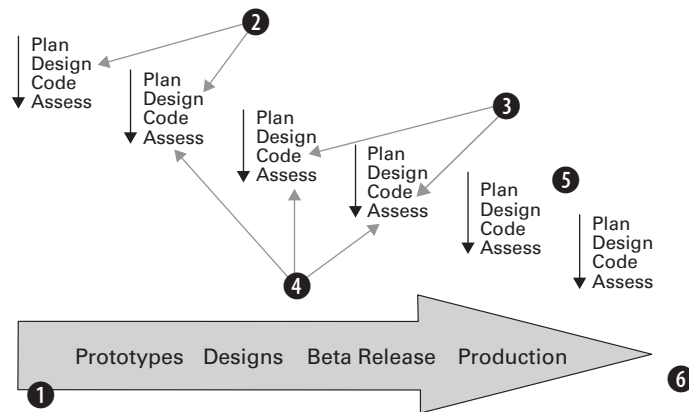 2
Plan
Design
Code
Assess
Plan
Design
Code
Assess
3
Plan
Design
Code
Assess
Plan
Design
Code
Assess
5
Plan
Design
Code
Assess
Plan
Design
Code
Assess
4
Prototypes Designs Beta Release Production
1
6